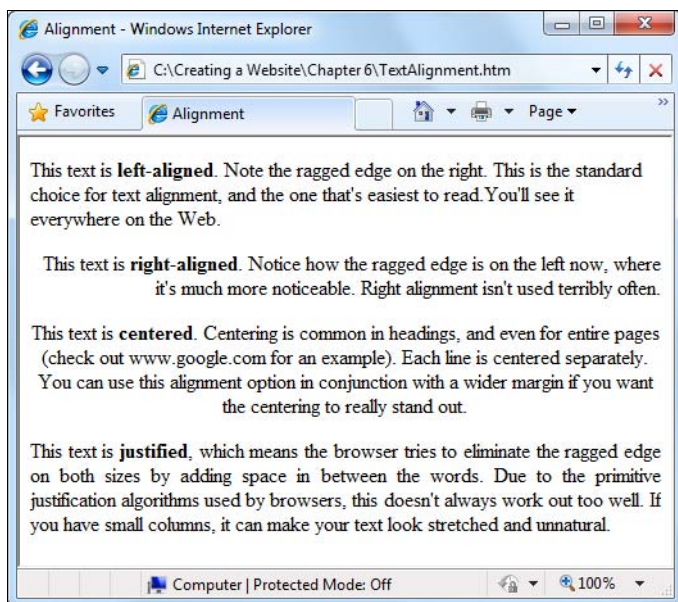 Alignment - Windows Internet Explorer
C:\Creating a Website\Chapter 6\TextAlignment.htm
Favorites
Alignment
Page
This text is left-aligned. Note the ragged edge on the right. This is the standard
choice for text alignment, and the one that's easiest to read.You'll see it
everywhere on the Web.
This text is right-aligned. Notice how the ragged edge is on the left now, where
it's much more noticeable. Right alignment isn't used terribly often.
This text is centered. Centering is common in headings, and even for entire pages
(check out www.google.com for an example). Each line is centered separately.
You can use this alignment option in conjunction with a wider margin if you want
the centering to really stand out.
This text is justified, which means the browser tries to eliminate the ragged edge
on both sizes by adding space in between the words. Due to the primitive
justification algorithms used by browsers, this doesn't always work out too well. If
you have small columns, it can make your text look stretched and unnatural.
Computer | Protected Mode: Off
100%